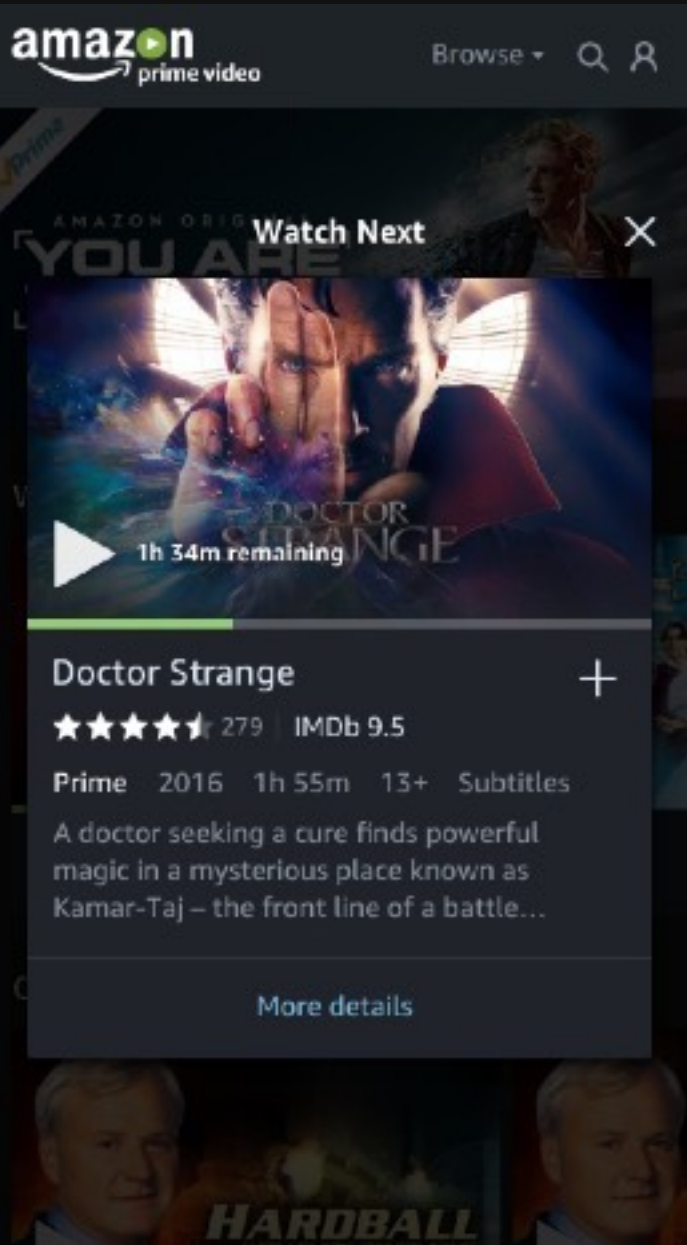 amazon
prime video
Browse
Prime
AMAZON ORIGINAL
Watch Next
YOU ARE
DOCTOR
STRANGE
1h 34m remaining
Doctor Strange
279 IMDb 9.5
Prime 2016 1h 55m 13+ Subtitles
A doctor seeking a cure finds powerful
magic in a mysterious place known as
Kamar-Taj – the front line of a battle...
More details
HARDBALL